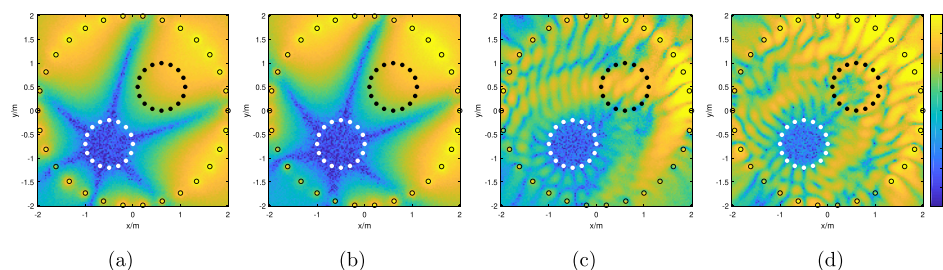 2 2 2 2
1.5 1.5 1.5 1.5
1 1 1 1
y/m 0.5 y/m 0.5 y/m 0.5 y/m 0.5
0 0 0 0
-0.5 -0.5 -0.5 -0.5
-1 -1 -1 -1
-1.5 -1.5 -1.5 -1.5
-2 -2 -2 -2
-2 -1 0 1 2 -2 -1 0 1 2 -2 -1 0 1 2 -2 -1 0 1 2
x/m x/m x/m x/m
(a) (b) (c) (d)